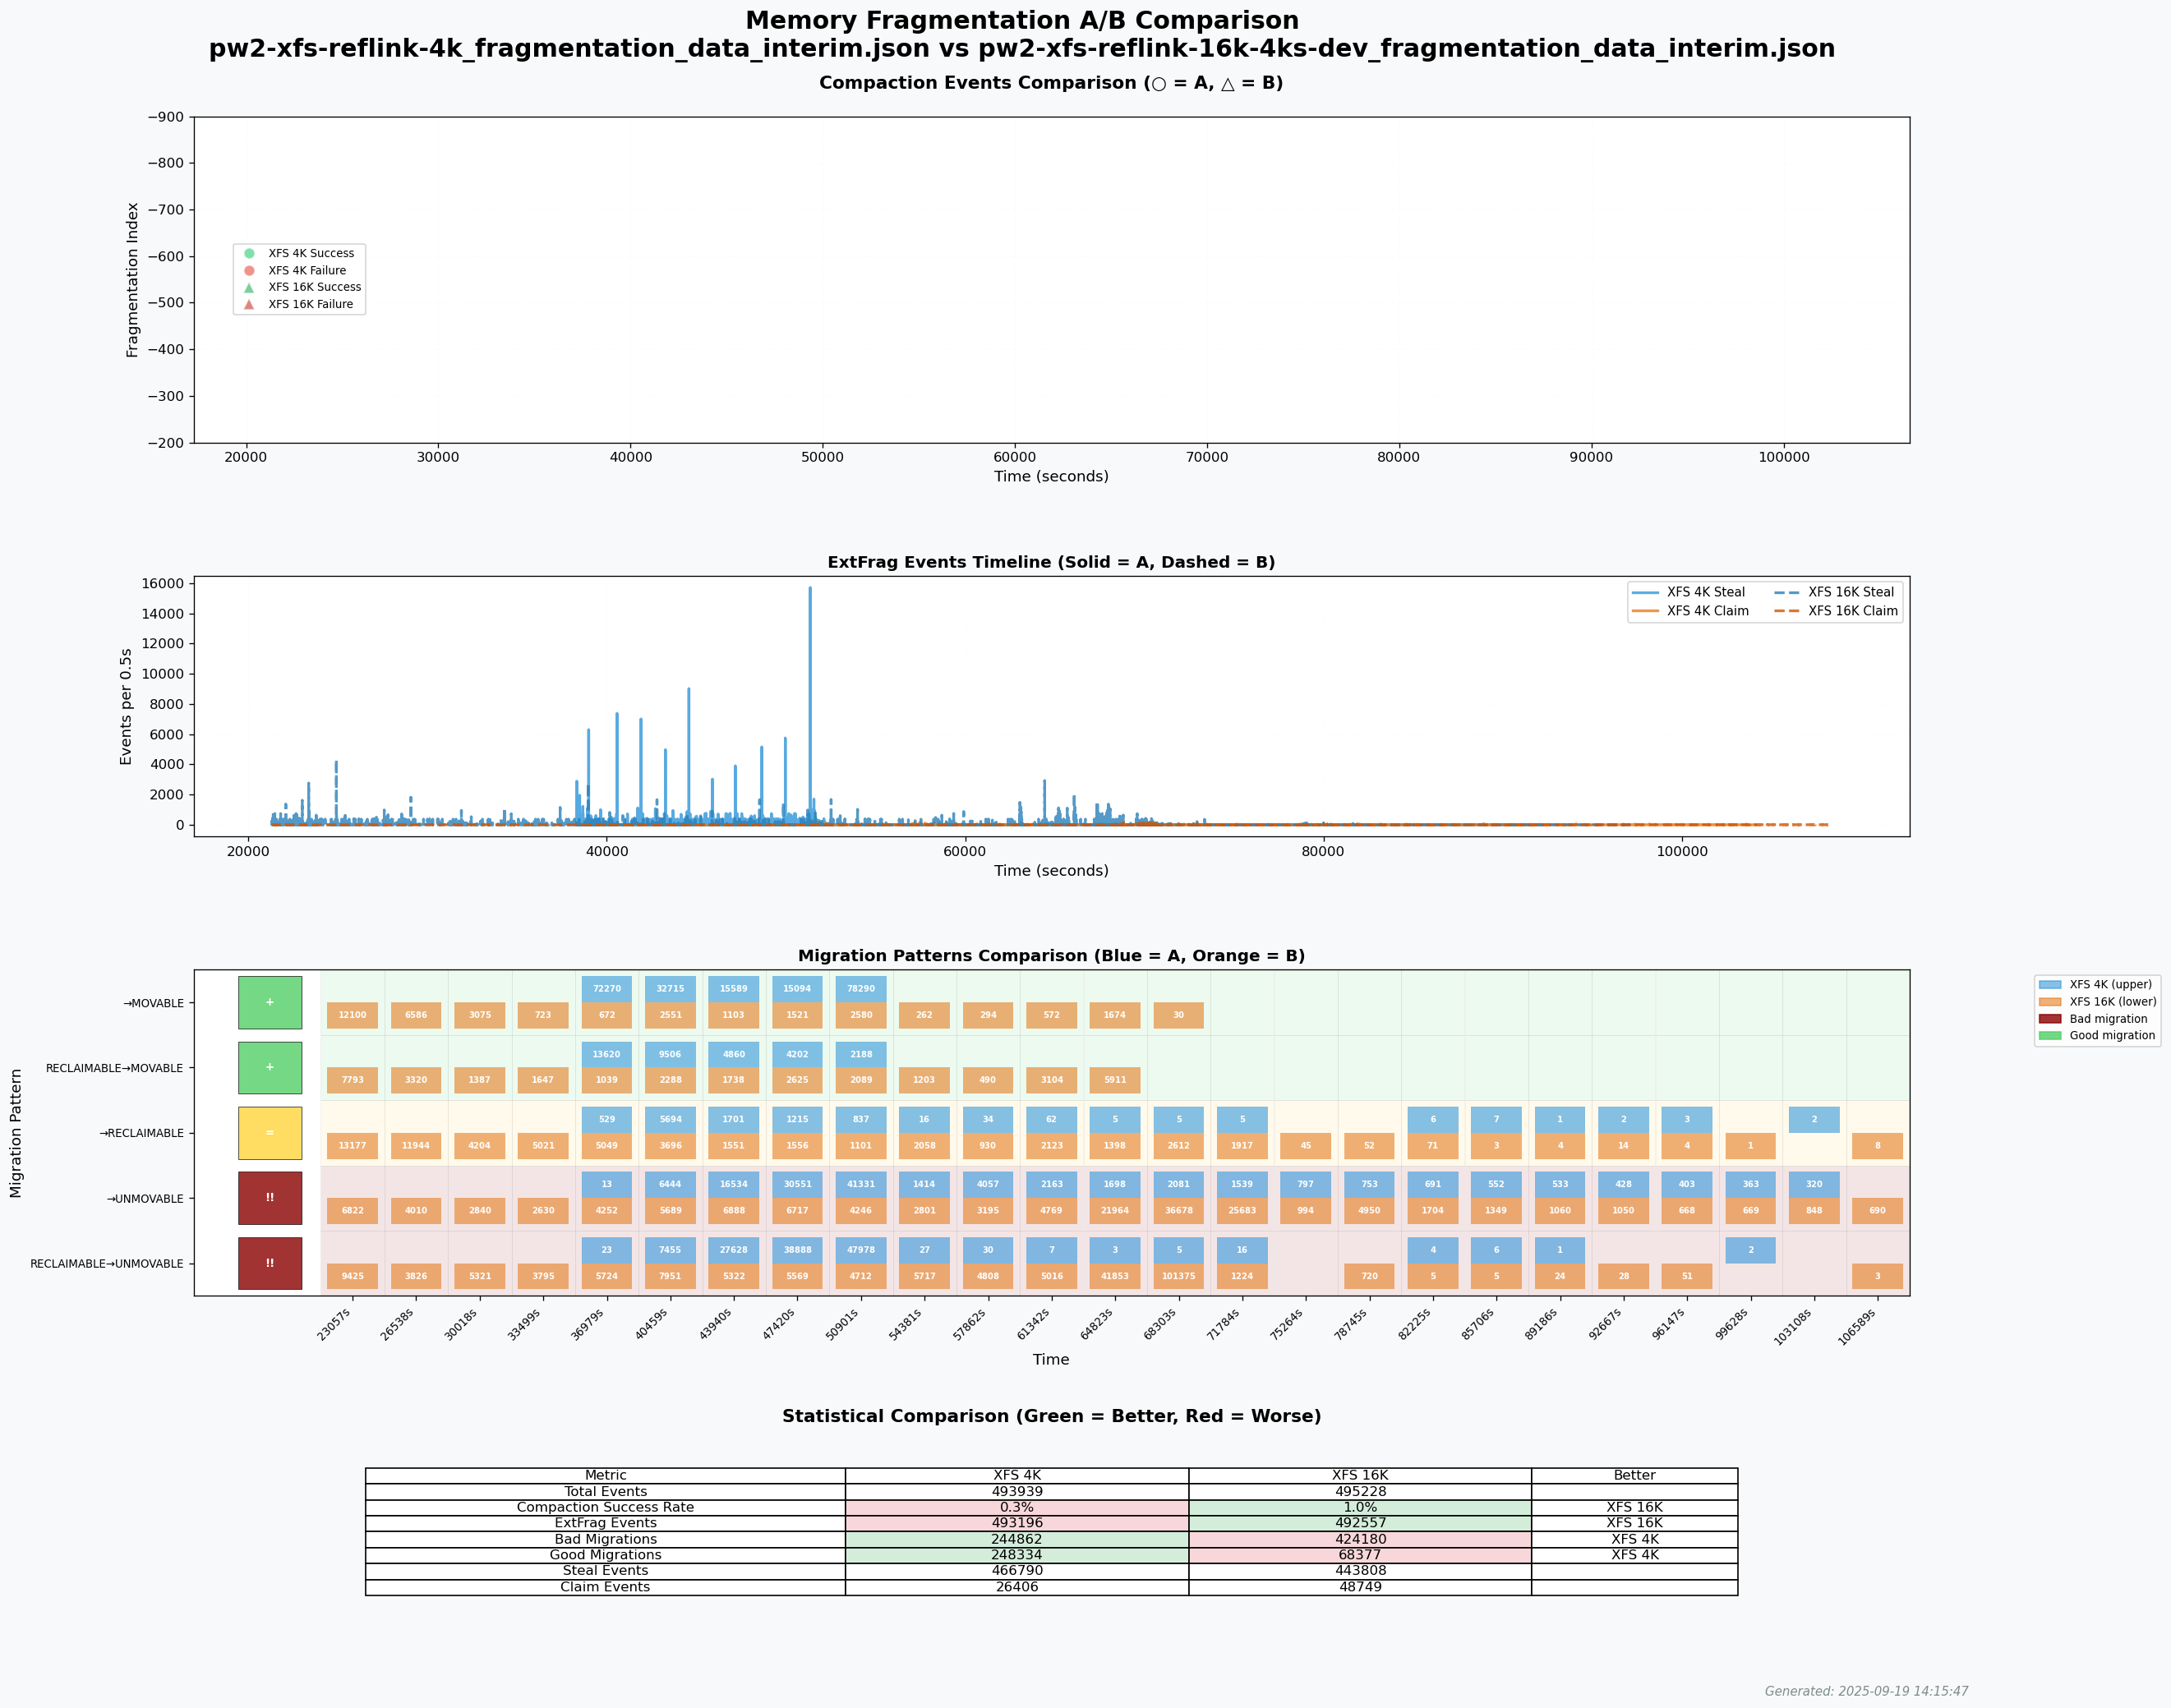 Memory Fragmentation A/B Comparison
pw2-xfs-reflink-4k_fragmentation_data_interim.json vs pw2-xfs-reflink-16k-4ks-dev_fragmentation_data_interim.json
Compaction Events Comparison (○ = A, △ = B)
Fragmentation Index
−900
−800
−700
−600
−500
−400
−300
−200
XFS 4K Success
XFS 4K Failure
XFS 16K Success
XFS 16K Failure
20000 30000 40000 50000 60000 70000 80000 90000 100000
Time (seconds)
ExtFrag Events Timeline (Solid = A, Dashed = B)
Events per 0.5s
16000
14000
12000
10000
8000
6000
4000
2000
0
XFS 4K Steal XFS 16K Steal
XFS 4K Claim XFS 16K Claim
20000 40000 60000 80000 100000
Time (seconds)
Migration Patterns Comparison (Blue = A, Orange = B)
XFS 4K (upper)
XFS 16K (lower)
Bad migration
Good migration
Migration Pattern
72270 32715 15589 15094 78290
→MOVABLE +
12100 6586 3075 723 672 2551 1103 1521 2580 262 294 572 1674 30
13620 9506 4860 4202 2188
RECLAIMABLE→MOVABLE +
7793 3320 1387 1647 1039 2288 1738 2625 2089 1203 490 3104 5911
529 5694 1701 1215 837 16 34 62 5 5 5 6 7 1 2 3 2
→RECLAIMABLE =
13177 11944 4204 5021 5049 3696 1551 1556 1101 2058 930 2123 1398 2612 1917 45 52 71 3 4 14 4 1 8
13 6444 16534 30551 41331 1414 4057 2163 1698 2081 1539 797 753 691 552 533 428 403 363 320
→UNMOVABLE !!
6822 4010 2840 2630 4252 5689 6888 6717 4246 2801 3195 4769 21964 36678 25683 994 4950 1704 1349 1060 1050 668 669 848 690
23 7455 27628 38888 47978 27 30 7 3 5 16 4 6 1 2
RECLAIMABLE→UNMOVABLE !!
9425 3826 5321 3795 5724 7951 5322 5569 4712 5717 4808 5016 41853 101375 1224 720 5 5 24 28 51 3
23057s 26538s 30018s 33499s 36979s 40459s 43940s 47420s 50901s 54381s 57862s 61342s 64823s 68303s 71784s 75264s 78745s 82225s 85706s 89186s 92667s 96147s 99628s 103108s 106589s
Time
Statistical Comparison (Green = Better, Red = Worse)
Metric XFS 4K XFS 16K Better
Total Events 493939 495228
Compaction Success Rate 0.3% 1.0% XFS 16K
ExtFrag Events 493196 492557 XFS 16K
Bad Migrations 244862 424180 XFS 4K
Good Migrations 248334 68377 XFS 4K
Steal Events 466790 443808
Claim Events 26406 48749
Generated: 2025-09-19 14:15:47